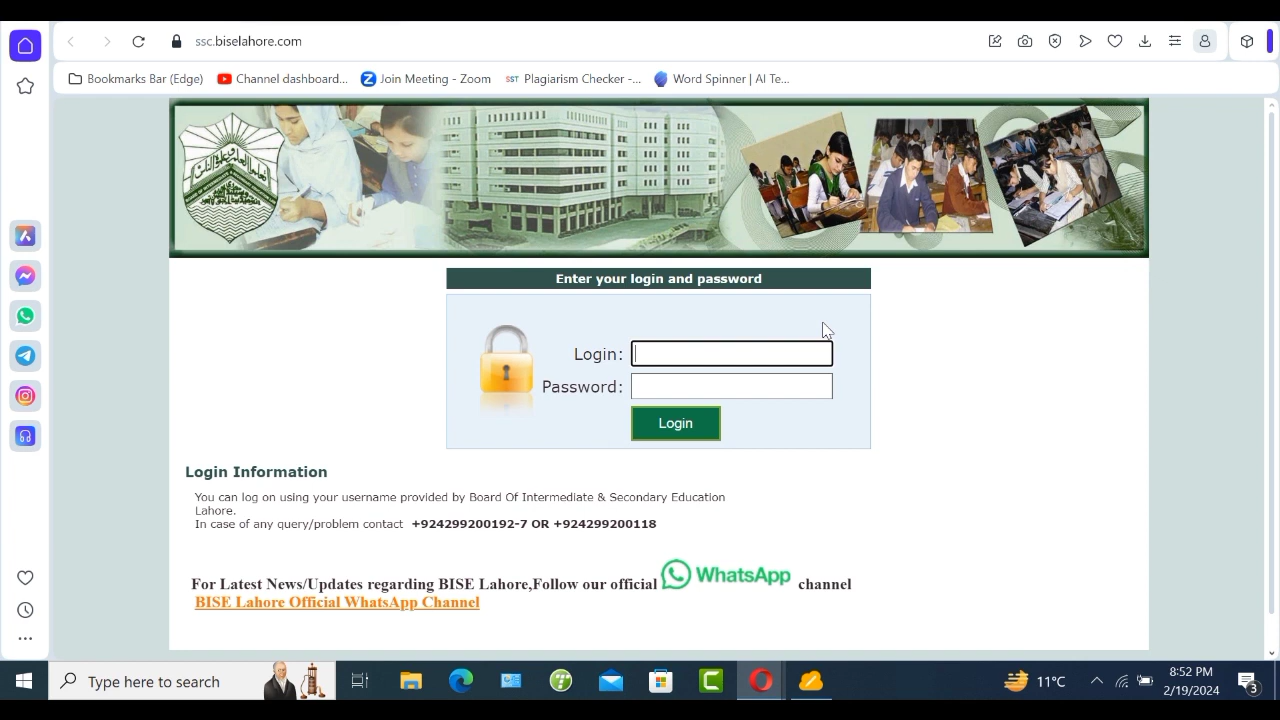 ssc.biselahore.com
Bookmarks Bar (Edge)
Channel dashboard...
Join Meeting - Zoom
SST Plagiarism Checker -...
Word Spinner | AI Te...
Enter your login and password
Login:
Password:
Login
Login Information
You can log on using your username provided by Board Of Intermediate & Secondary Education
Lahore.
In case of any query/problem contact +924299200192-7 OR +924299200118
For Latest News/Updates regarding BISE Lahore,Follow our official WhatsApp channel
BISE Lahore Official WhatsApp Channel
Type here to search
11°C
8:52 PM
2/19/2024
3